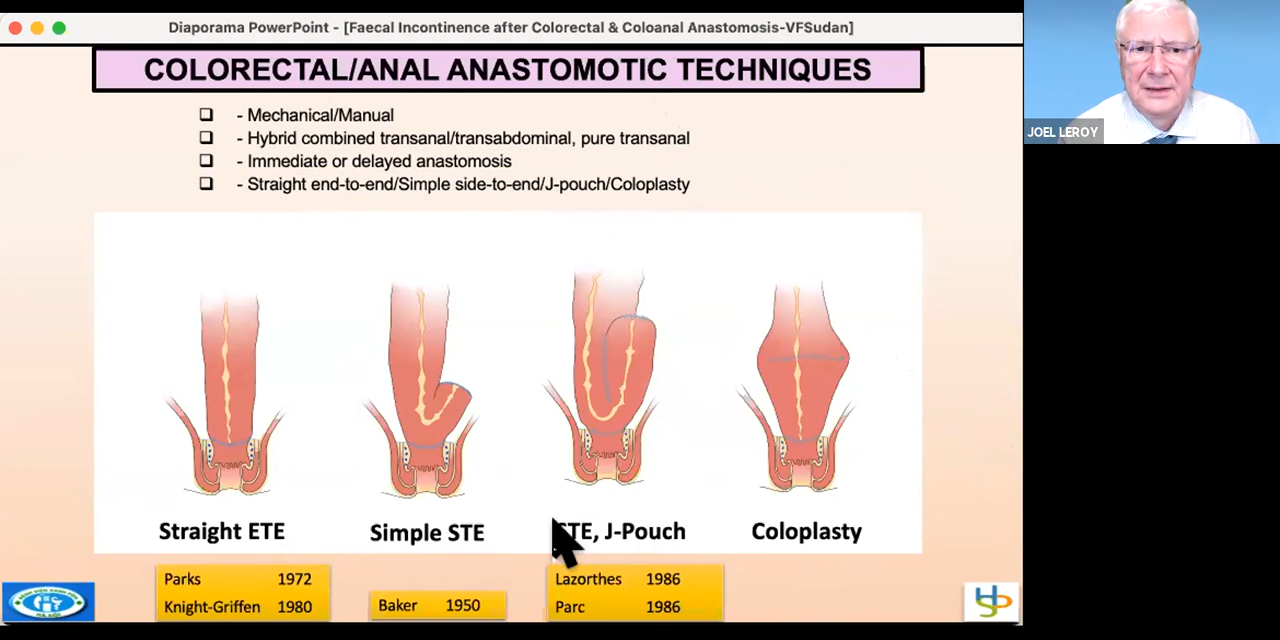 Diaporama PowerPoint - [Faecal Incontinence after Colorectal & Coloanal Anastomosis-VFSudan]
COLORECTAL/ANAL ANASTOMOTIC TECHNIQUES
- Mechanical/Manual
- Hybrid combined transanal/transabdominal, pure transanal
- Immediate or delayed anastomosis
- Straight end-to-end/Simple side-to-end/J-pouch/Coloplasty
JOEL LEROY
Straight ETE
Simple STE
TE, J-Pouch
Coloplasty
Parks 1972
Knight-Griffen 1980
Baker 1950
Lazorthes 1986
Parc 1986